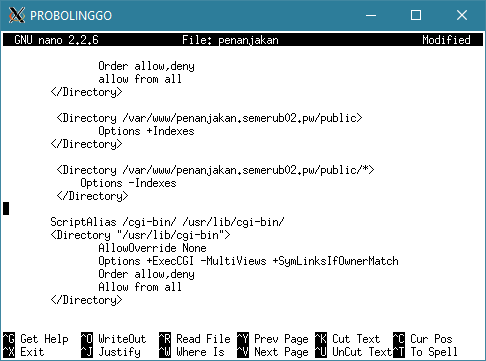 PROBOLINGGO
GNU nano 2.2.6 File: penanjakan Modified
Order allow,deny
allow from all
</Directory>
<Directory /var/www/penanjakan.semerub02.pw/public>
Options +Indexes
</Directory>
<Directory /var/www/penanjakan.semerub02.pw/public/*>
Options -Indexes
</Directory>
ScriptAlias /cgi-bin/ /usr/lib/cgi-bin/
<Directory "/usr/lib/cgi-bin">
AllowOverride None
Options +ExecCGI -MultiViews +SymLinksIfOwnerMatch
Order allow,deny
Allow from all
</Directory>
^G Get Help ^O WriteOut ^R Read File ^Y Prev Page ^K Cut Text ^C Cur Pos
^X Exit ^J Justify ^W Where Is ^V Next Page ^U UnCut Text ^T To Spell